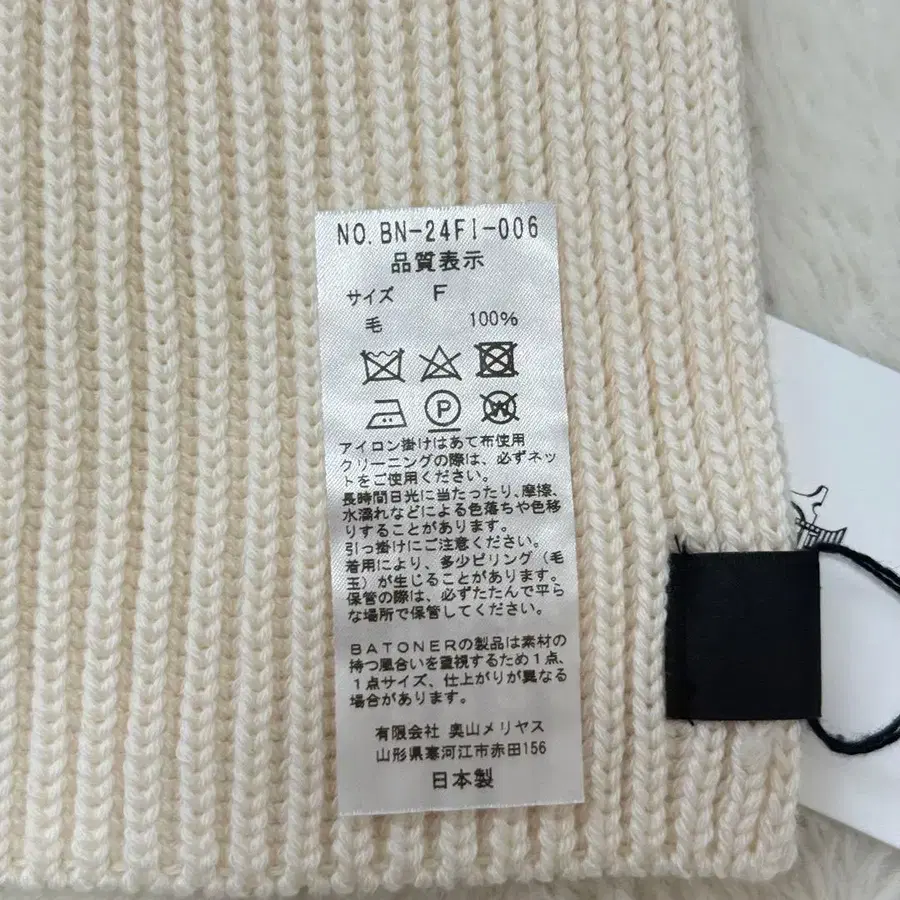 NO.BN-24FI-006
品質表示
サイズ F
毛 100%
P W
アイロン掛けはあて布使用
クリーニングの際は、必ずネッ
トをご使用ください。
長時間日光に当たったり、摩擦、
水濡れなどによる色落ちや色移
りすることがあります。
引っ掛けにご注意ください。
着用により、多少ピリング(毛
玉)が生じることがあります。
保管の際は、必ずたたんで平ら
な場所で保管してください。
BATONERの製品は素材の
持つ風合いを重視するため1点、
1点サイズ、仕上がりが異なる
場合があります。
有限会社 奥山メリヤス
山形県寒河江市赤田156
日本製